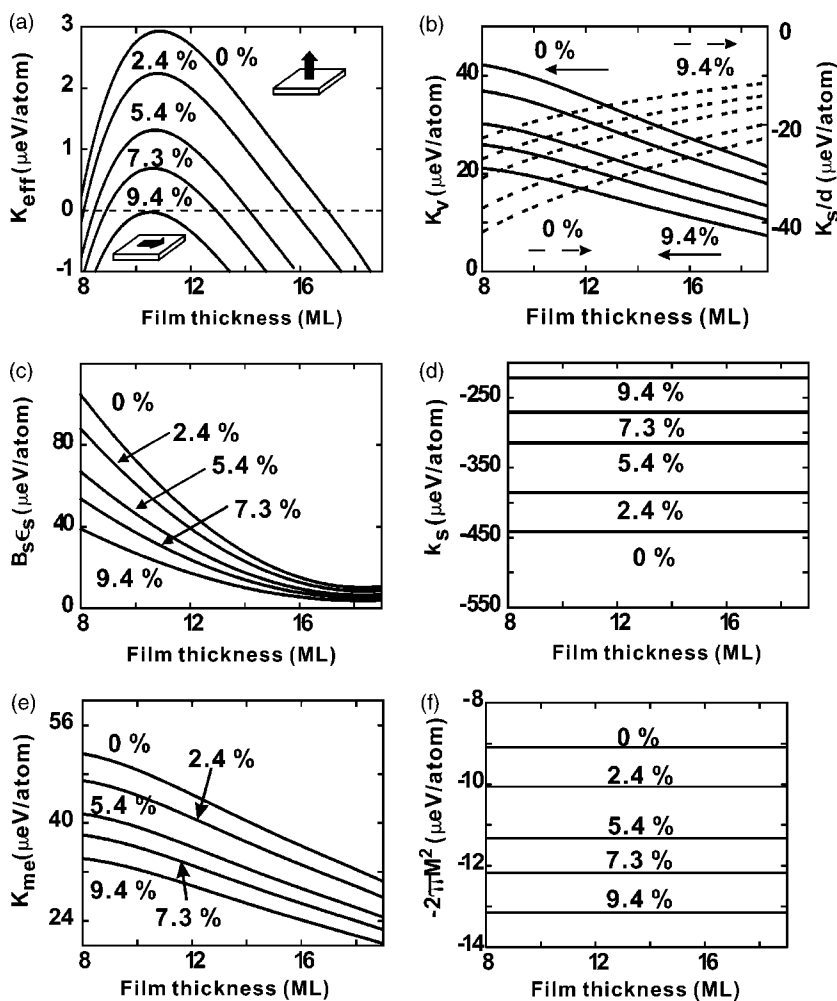 (a)
K_eff (μeV/atom)
3
2
1
0
-1
0 %
2.4 %
5.4 %
7.3 %
9.4 %
8 12 16
Film thickness (ML)
(b)
K_v (μeV/atom)
40
20
0
0 %
9.4%
0 %
9.4%
0
-20
-40
K_s/d (μeV/atom)
8 12 16
Film thickness (ML)
(c)
B_sϵ_s (μeV/atom)
80
40
0
0 %
2.4 %
5.4 %
7.3 %
9.4 %
8 12 16
Film thickness (ML)
(d)
k_s (μeV/atom)
-250
-350
-450
-550
9.4 %
7.3 %
5.4 %
2.4 %
0 %
8 12 16
Film thickness (ML)
(e)
K_me (μeV/atom)
56
40
24
0 %
2.4 %
5.4 %
9.4 %
7.3 %
8 12 16
Film thickness (ML)
(f)
-2πM² (μeV/atom)
-8
-10
-12
-14
0 %
2.4 %
5.4 %
7.3 %
9.4 %
8 12 16
Film thickness (ML)